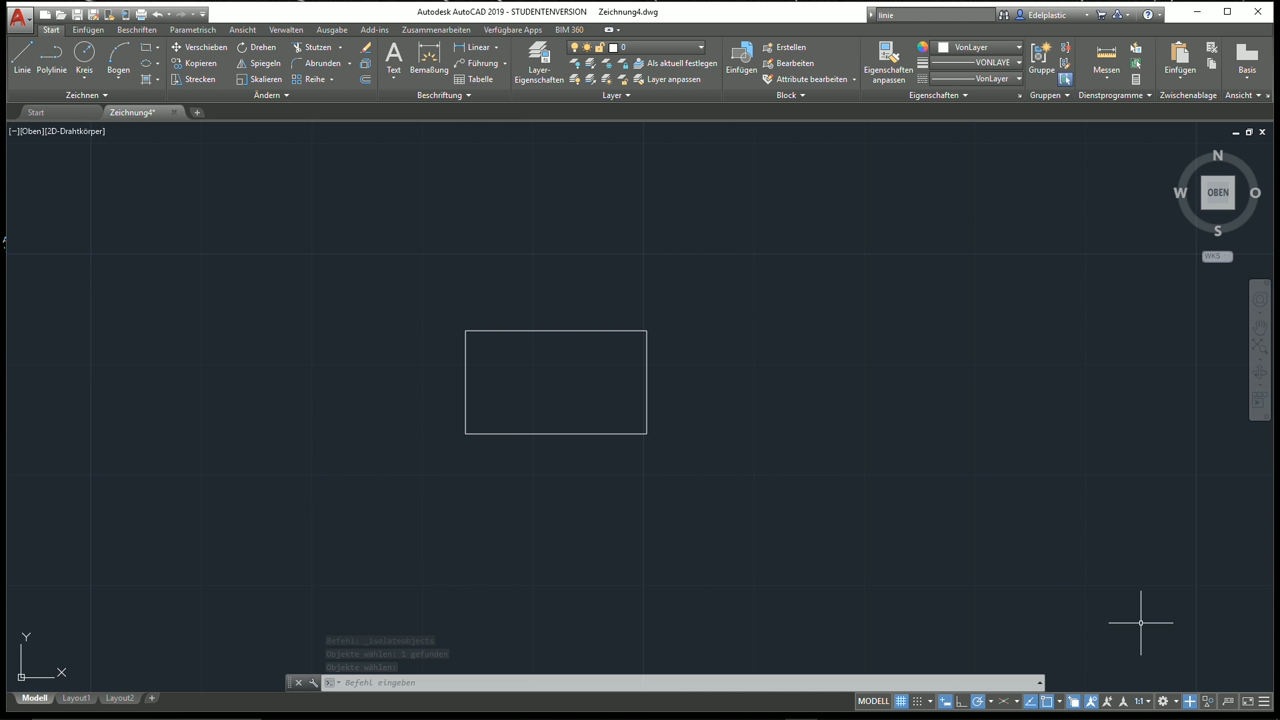 Autodesk AutoCAD 2019 - STUDENTENVERSION Zeichnung4.dwg
linie
Edelplastic
Start Einfügen Beschriften Parametrisch Ansicht Verwalten Ausgabe Add-Ins Zusammenarbeiten Verfügbare Apps BIM 360
Linie Polylinie Kreis Bogen
Verschieben Drehen Stutzen
Kopieren Spiegeln Abrunden
Strecken Skalieren Reihe
Text Bemaßung
Linear
Führung
Tabelle
Layer-
Eigenschaften
0
Als aktuell festlegen
Layer anpassen
Einfügen
Erstellen
Bearbeiten
Attribute bearbeiten
Eigenschaften
anpassen
VonLayer
VONLAYE
VonLayer
Gruppe
Messen
Einfügen
Basis
Zeichnen Ändern Beschriftung Layer Block Eigenschaften Gruppen Dienstprogramme Zwischenablage Ansicht
Start Zeichnung4*
[−][Oben][2D-Drahtkörper]
N
W OBEN O
S
WKS
Y
X
Befehl: _isolateobjects
Objekte wählen: 1 gefunden
Objekte wählen:
Befehl eingeben
Modell Layout1 Layout2
MODELL 1:1